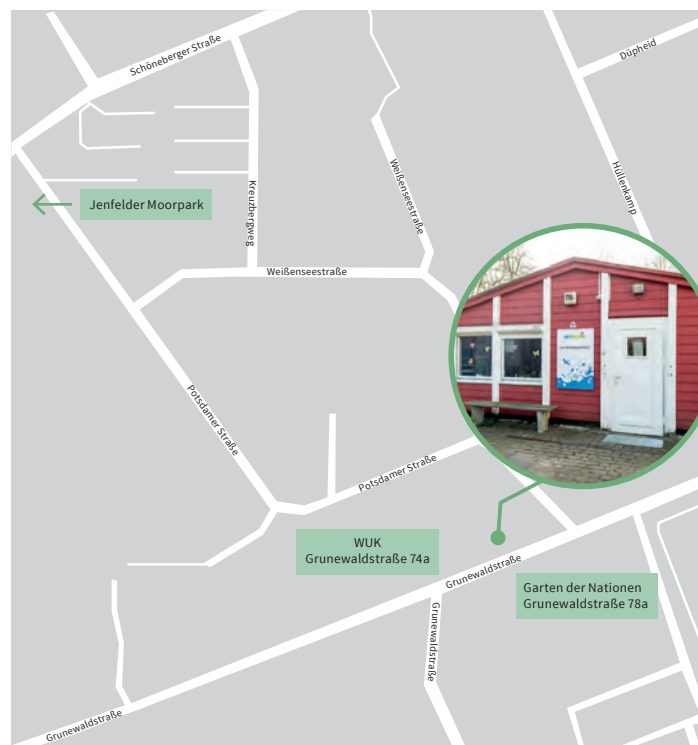 Schöneberger Straße
Düpheid
Hüllenkamp
Weißenseestraße
Kreuzbergweg
Jenfelder Moorpark
Weißenseestraße
Potsdamer Straße
Potsdamer Straße
WUK
Grunewaldstraße 74a
Grunewaldstraße
Garten der Nationen
Grunewaldstraße 78a
Grunewaldstraße
Grunewaldstraße